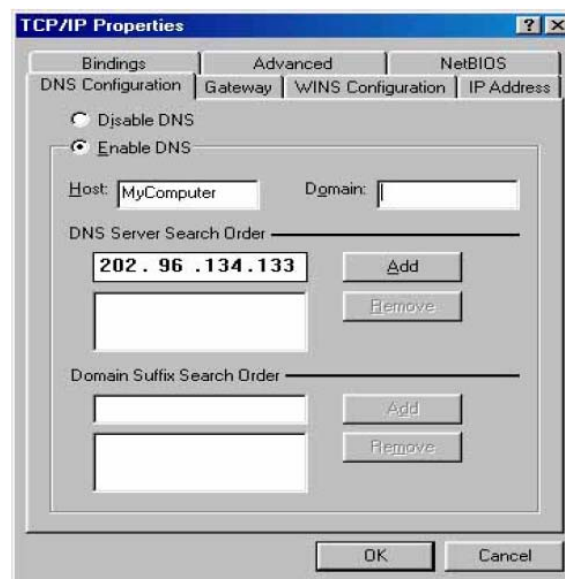 TCP/IP Properties
Bindings Advanced NetBIOS
DNS Configuration Gateway WINS Configuration IP Address
Disable DNS
Enable DNS
Host: MyComputer Domain:
DNS Server Search Order
202 . 96 .134.133 Add
Remove
Domain Suffix Search Order
Add
Remove
OK Cancel